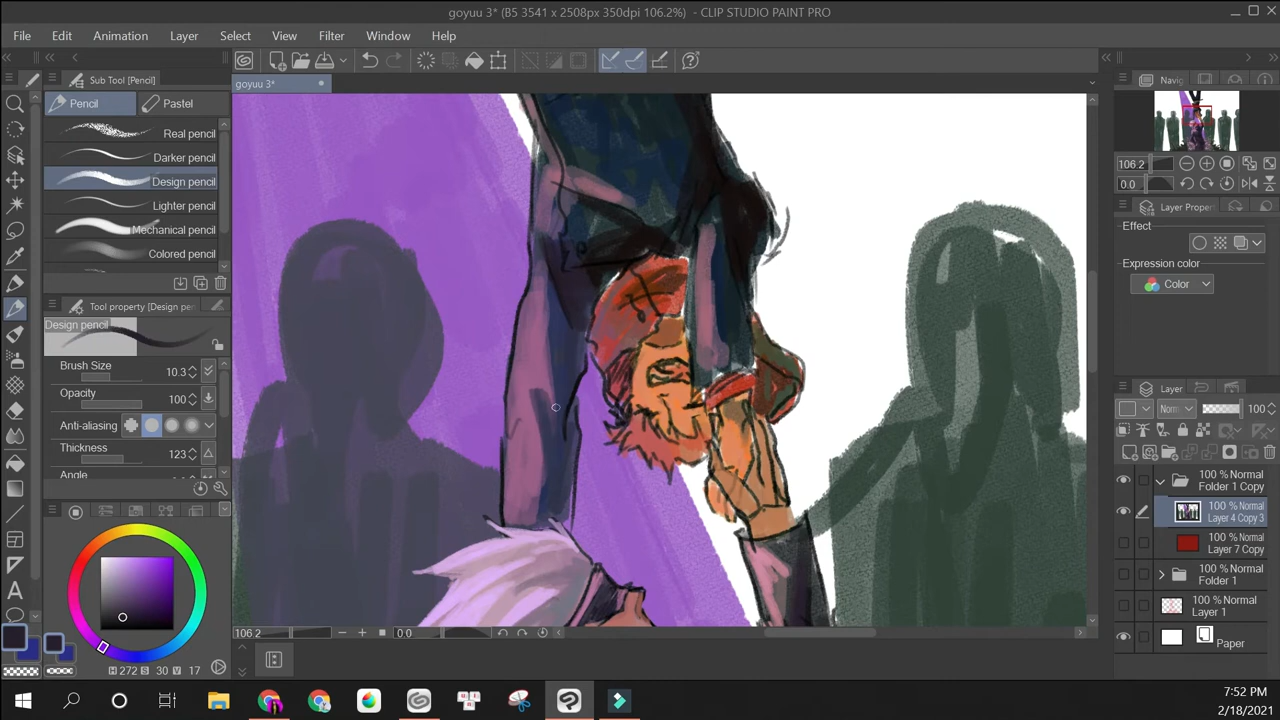 goyuu 3* (B5 3541 x 2508px 350dpi 106.2%) - CLIP STUDIO PAINT PRO
File Edit Animation Layer Select View Filter Window Help
Sub Tool [Pencil]
goyuu 3*
Navig
Pencil Pastel
Real pencil
Darker pencil
Design pencil
Lighter pencil
Mechanical pencil
Colored pencil
Tool property [Design pen
Design pencil
Brush Size 10.3
Opacity 100
Anti-aliasing
Thickness 123
Angle
H 272 S 30 V 17
106.2 0.0
106.2
0.0
Layer Propert
Effect
Expression color
Color
Layer
Norm 100
100 % Normal
Folder 1 Copy
100 % Normal
Layer 4 Copy 3
100 % Normal
Layer 7 Copy
100 % Normal
Folder 1
100 % Normal
Layer 1
Paper
7:52 PM
2/18/2021